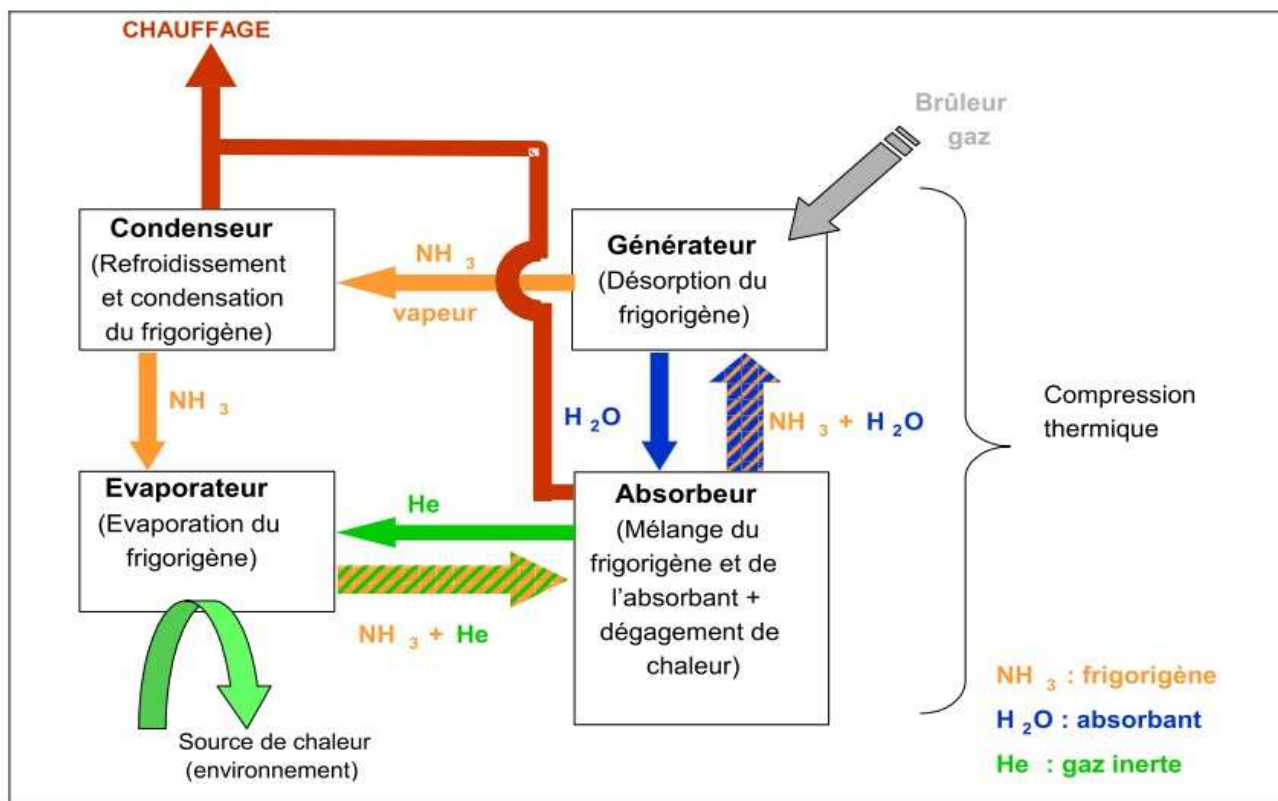 CHAUFFAGE
Brûleur
gaz
Condenseur
(Refroidissement
et condensation
du frigorigène)
NH 3
vapeur
Générateur
(Désorption du
frigorigène)
NH 3
H 2O
NH 3 + H 2O
Compression
thermique
Evaporateur
(Evaporation du
frigorigène)
He
NH 3 + He
Absorbeur
(Mélange du
frigorigène et de
l'absorbant +
dégagement de
chaleur)
Source de chaleur
(environnement)
NH 3 : frigorigène
H 2O : absorbant
He : gaz inerte